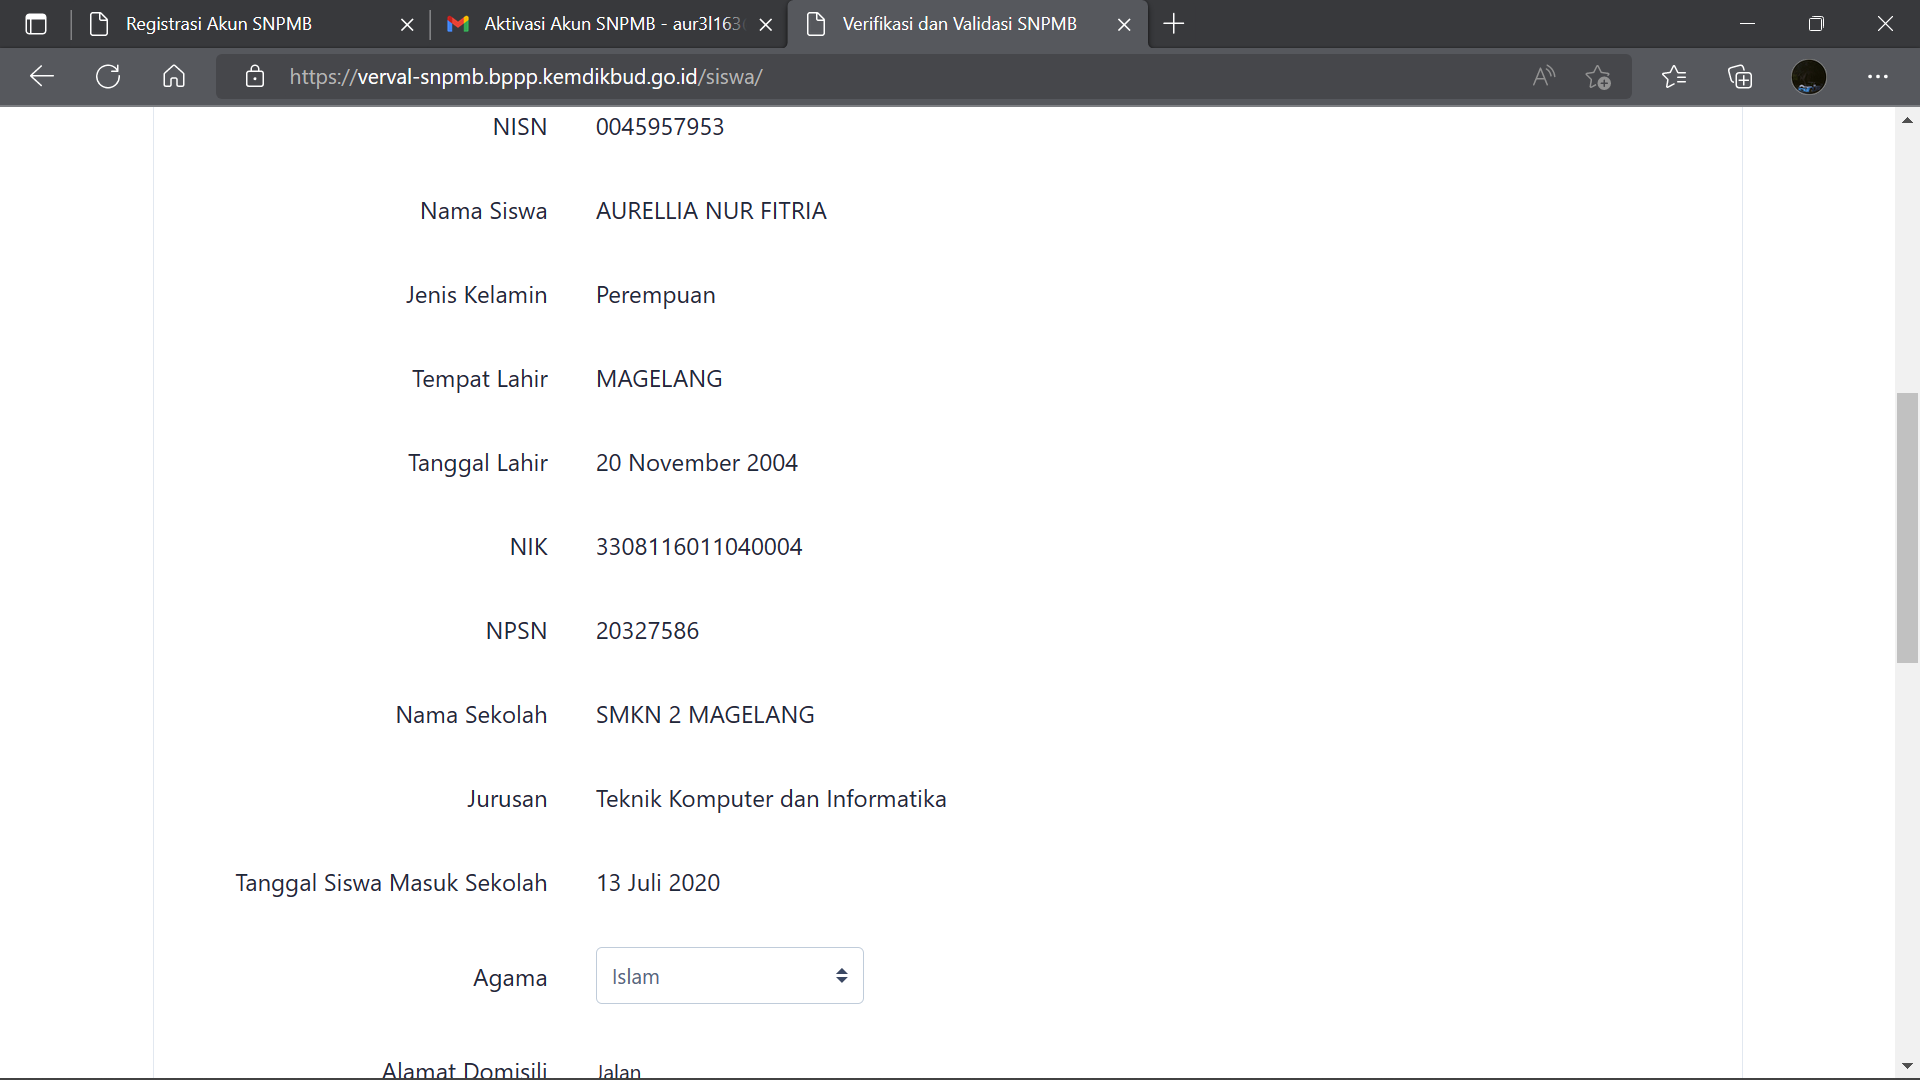 Registrasi Akun SNPMB
Aktivasi Akun SNPMB - aur3l163
Verifikasi dan Validasi SNPMB
https://verval-snpmb.bppp.kemdikbud.go.id/siswa/
NISN 0045957953
Nama Siswa AURELLIA NUR FITRIA
Jenis Kelamin Perempuan
Tempat Lahir MAGELANG
Tanggal Lahir 20 November 2004
NIK 3308116011040004
NPSN 20327586
Nama Sekolah SMKN 2 MAGELANG
Jurusan Teknik Komputer dan Informatika
Tanggal Siswa Masuk Sekolah 13 Juli 2020
Agama Islam
Alamat Domisili Jalan